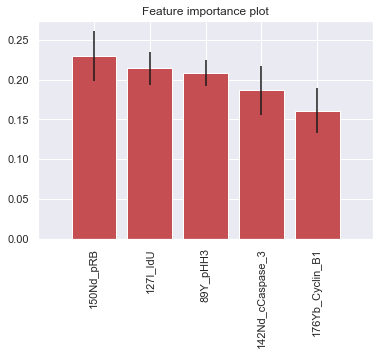 Feature importance plot
0.25
0.20
0.15
0.10
0.05
0.00
150Nd_pRB
127I_IdU
89Y_pHH3
142Nd_cCaspase_3
176Yb_Cyclin_B1